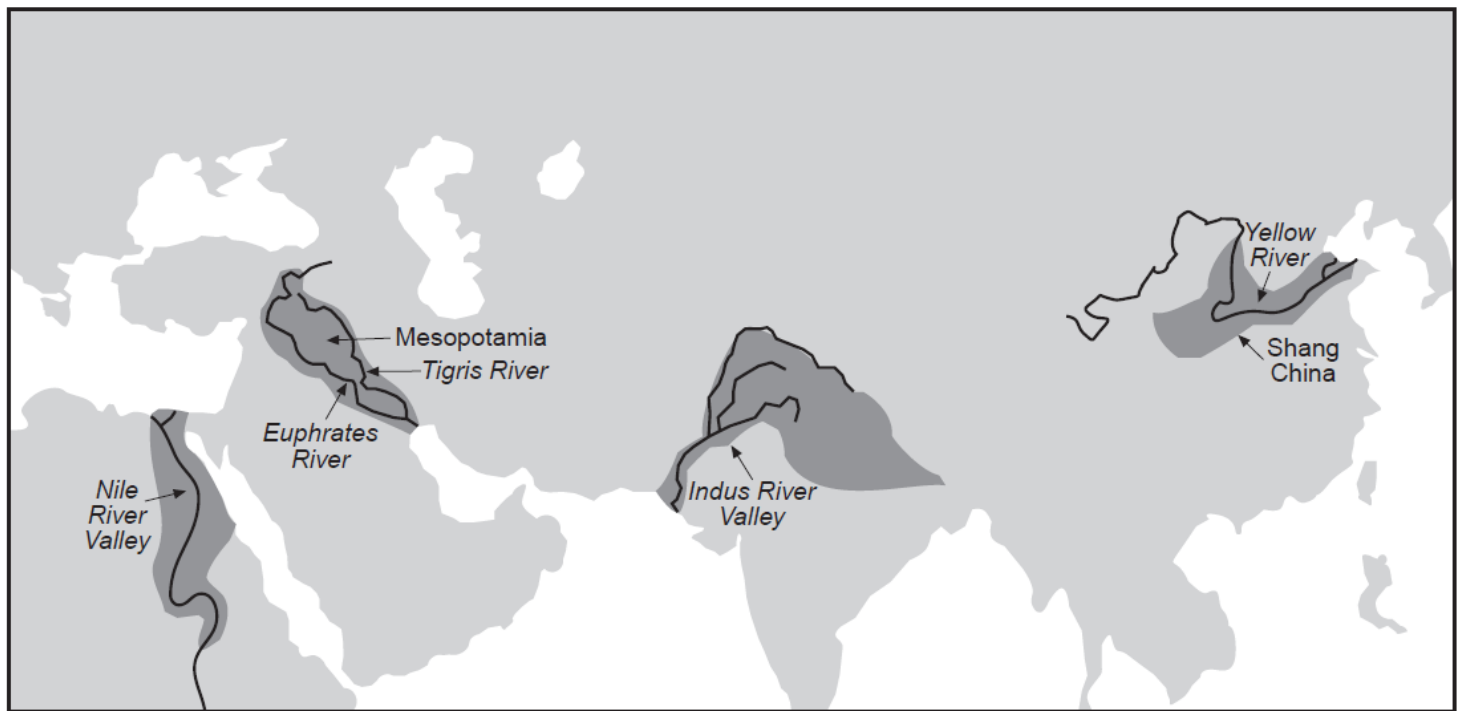 Mesopotamia
Tigris River
Euphrates
River
Nile
River
Valley
Indus River
Valley
Yellow
River
Shang
China